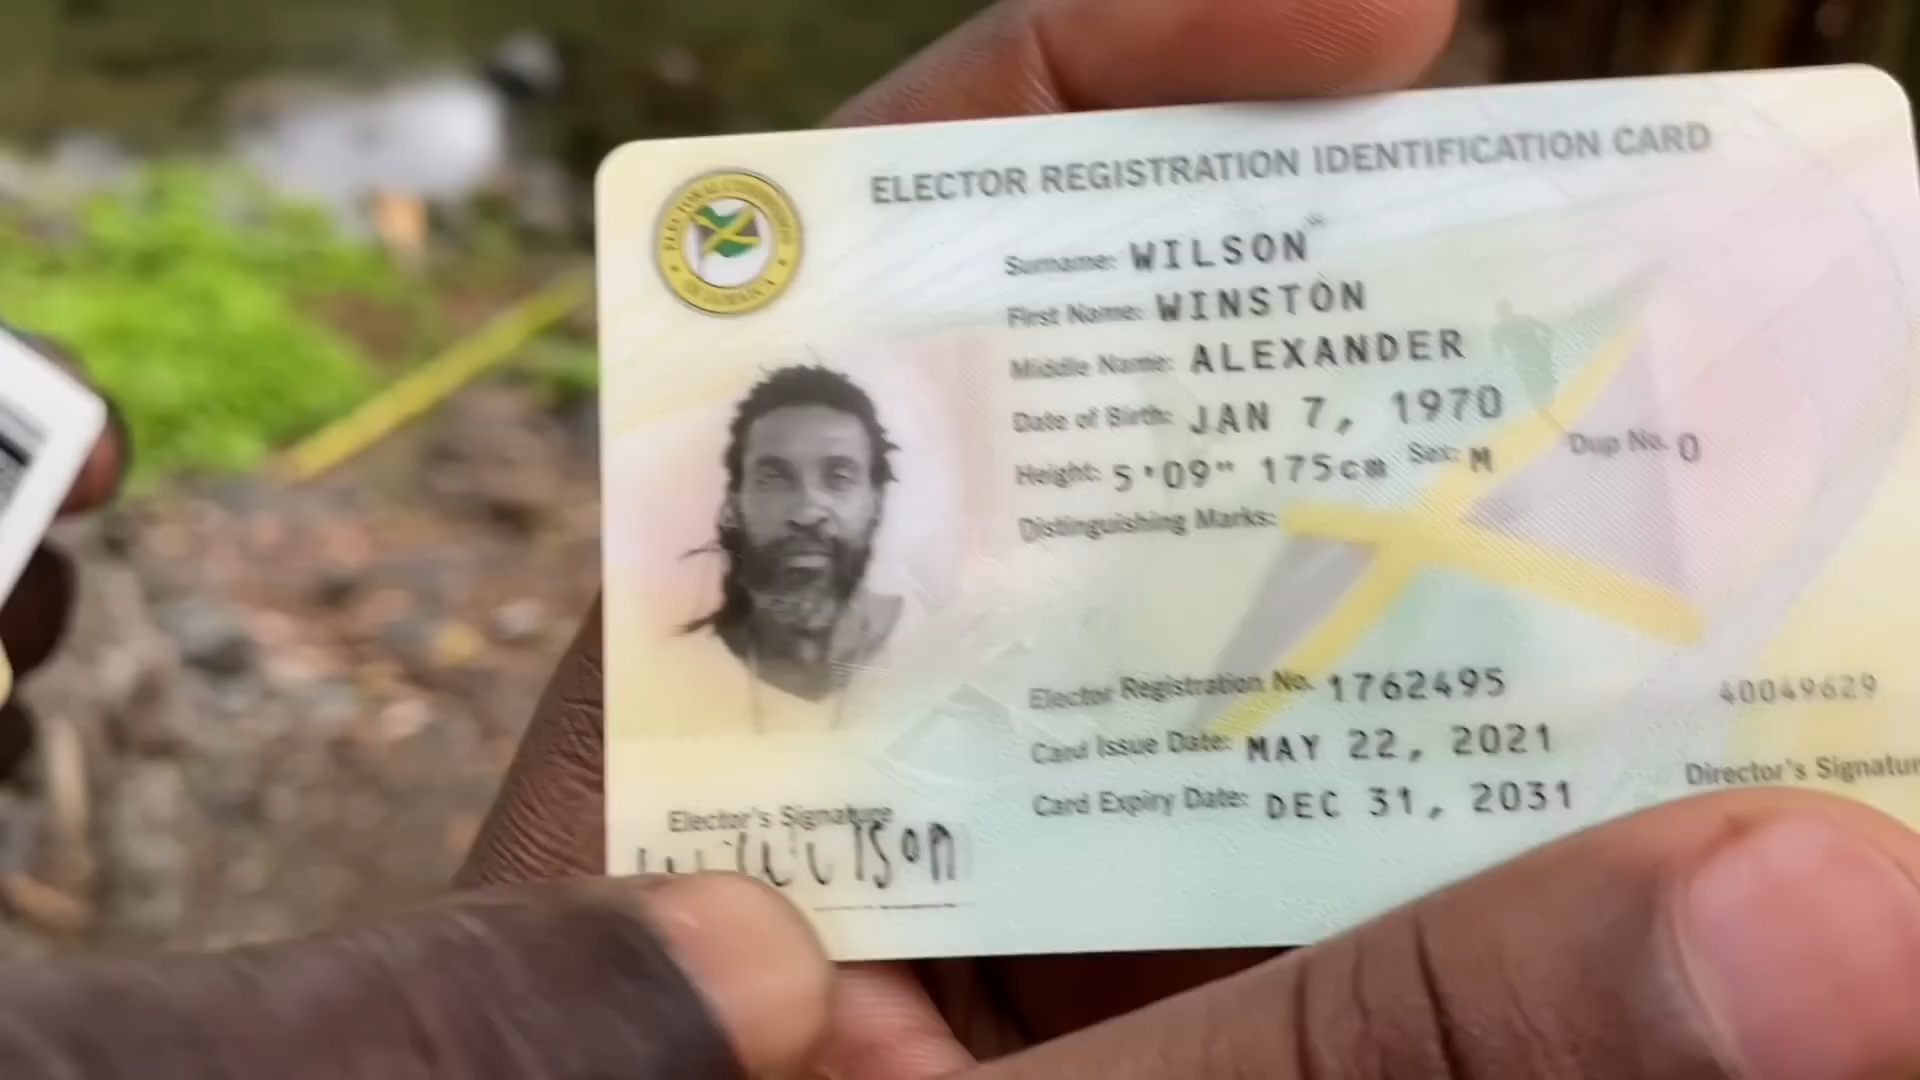 ELECTOR REGISTRATION IDENTIFICATION CARD
Surname: WILSON
First Name: WINSTON
Middle Name: ALEXANDER
Date of Birth: JAN 7, 1970
Height: 5'09" 175cm Sex: M Dup No. 0
Distinguishing Marks:
Elector Registration No. 1762495 40049629
Card Issue Date: MAY 22, 2021
Card Expiry Date: DEC 31, 2031
Director's Signatur
Elector's Signature